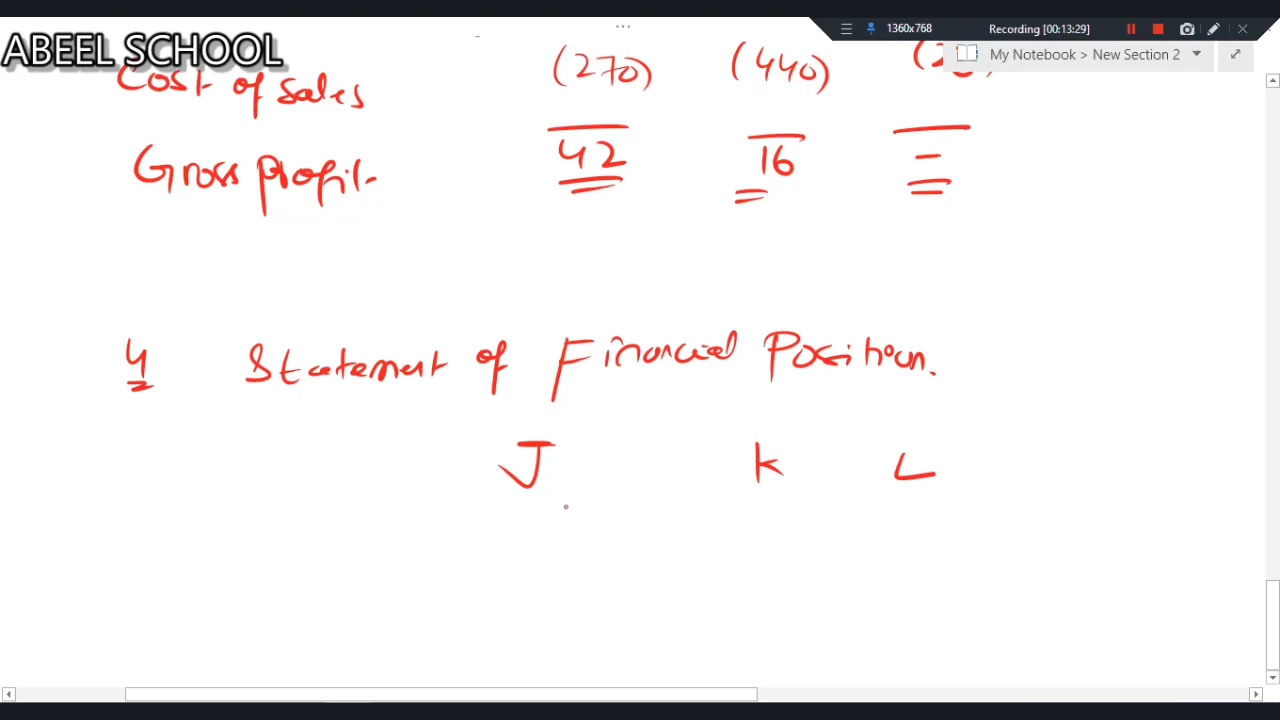 1360x768 Recording [00:13:29]
ABEEL SCHOOL
My Notebook > New Section 2
Cost of sales (270) (440)
Gross profit 42 16 -
4 Statement of Financial Position.
J K L